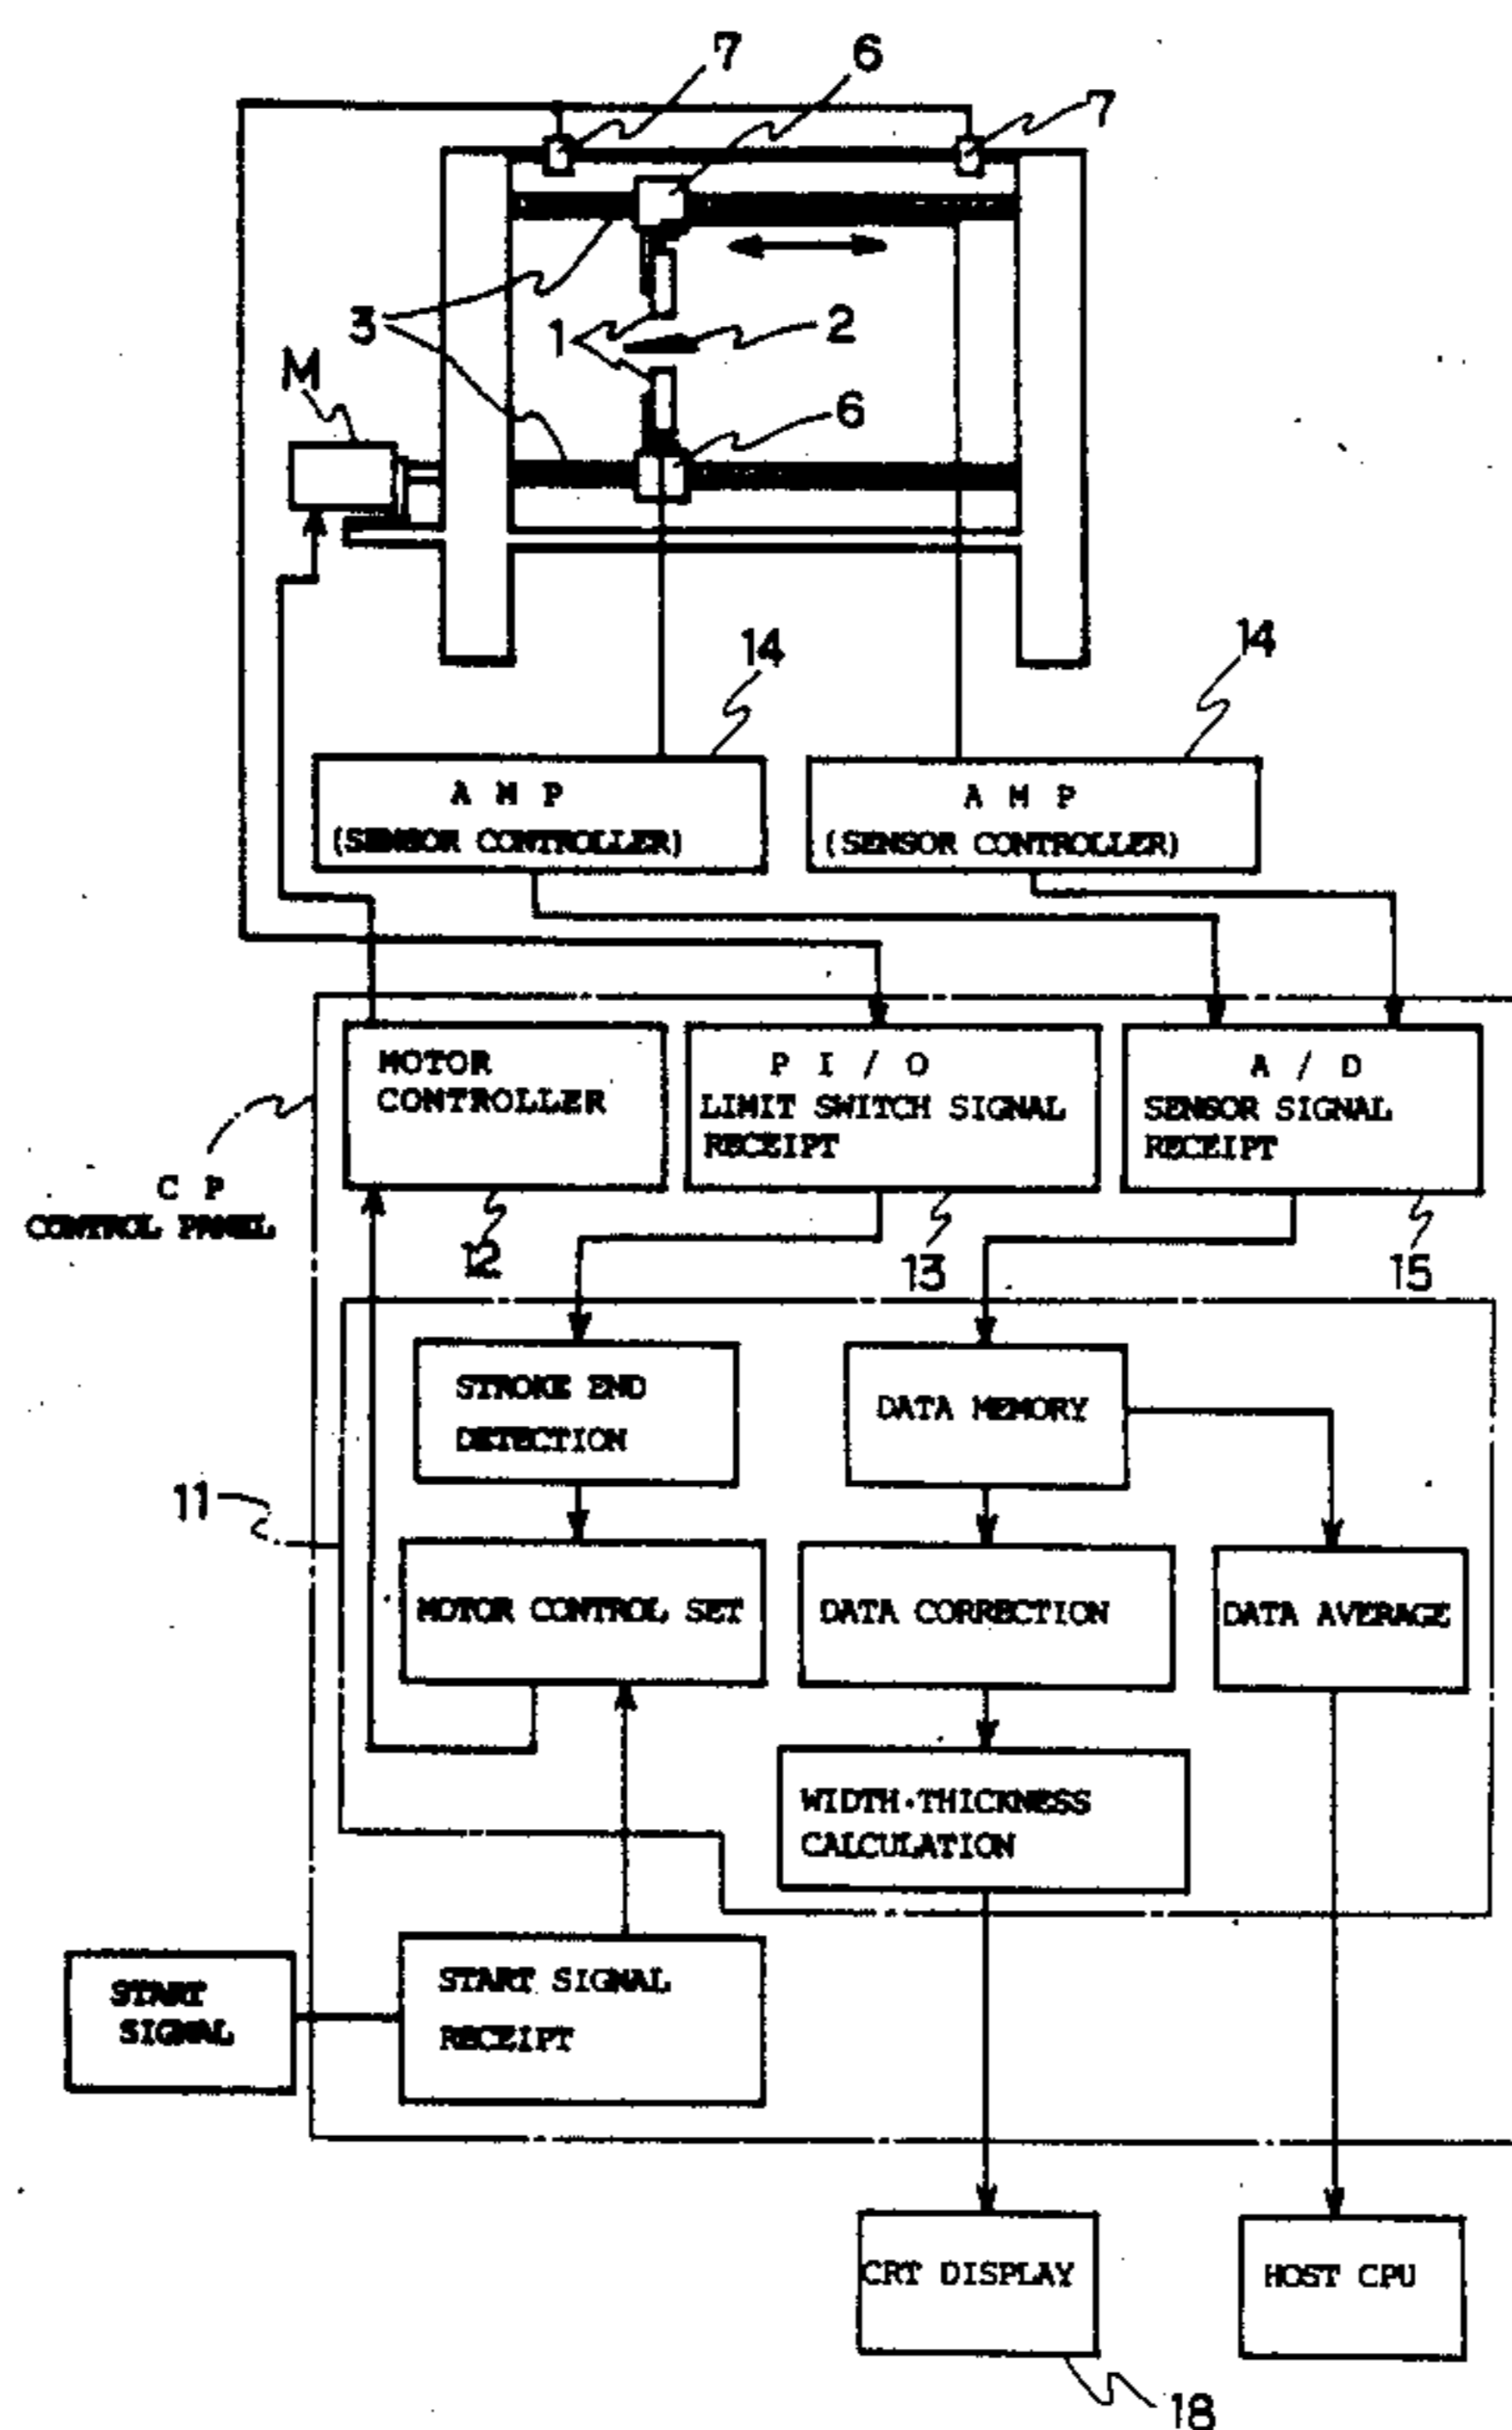 7
6
7
3
1
2
M
6
14
14
A M P
(SENSOR CONTROLLER)
A M P
(SENSOR CONTROLLER)
MOTOR
CONTROLLER
P I / O
LIMIT SWITCH SIGNAL
RECEIPT
A / D
SENSOR SIGNAL
RECEIPT
C P
CONTROL PANEL
12
13
15
STROKE END
DETECTION
DATA MEMORY
11
MOTOR CONTROL SET
DATA CORRECTION
DATA AVERAGE
WIDTH·THICKNESS
CALCULATION
START
SIGNAL
START SIGNAL
RECEIPT
CRT DISPLAY
HOST CPU
18